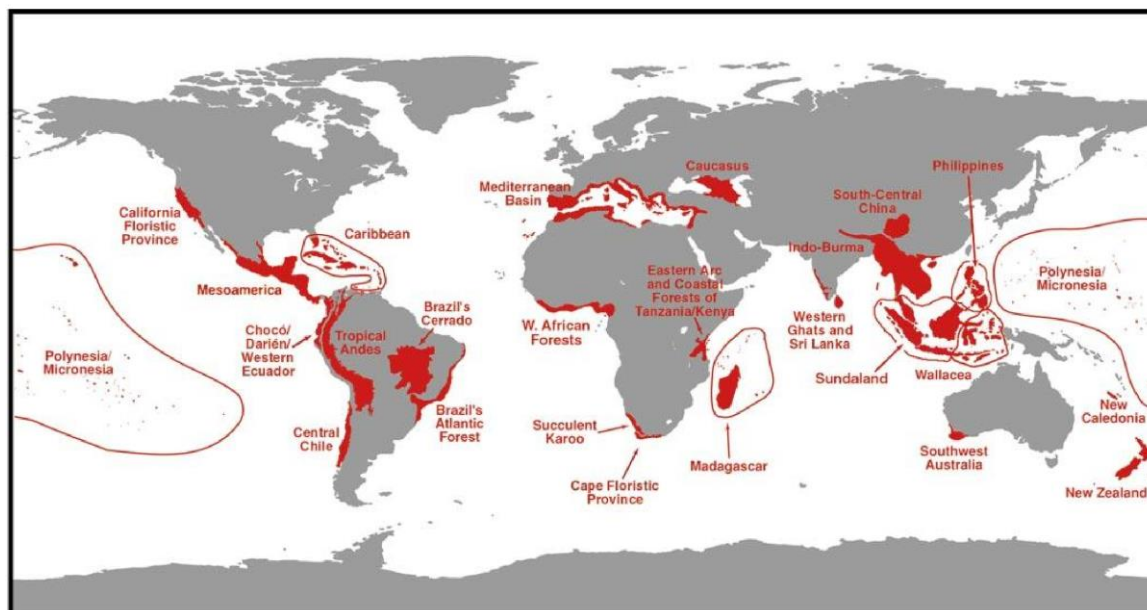 California
Floristic
Province
Caribbean
Mesoamerica
Polynesia/
Micronesia
Chocó/
Darién/
Western
Ecuador
Tropical
Andes
Brazil's
Cerrado
Brazil's
Atlantic
Forest
Central
Chile
Mediterranean
Basin
Caucasus
W. African
Forests
Eastern Arc
and Coastal
Forests of
Tanzania/Kenya
Succulent
Karoo
Cape Floristic
Province
Madagascar
Philippines
South-Central
China
Indo-Burma
Western
Ghats and
Sri Lanka
Sundaland
Wallacea
Polynesia/
Micronesia
New
Caledonia
Southwest
Australia
New Zealand